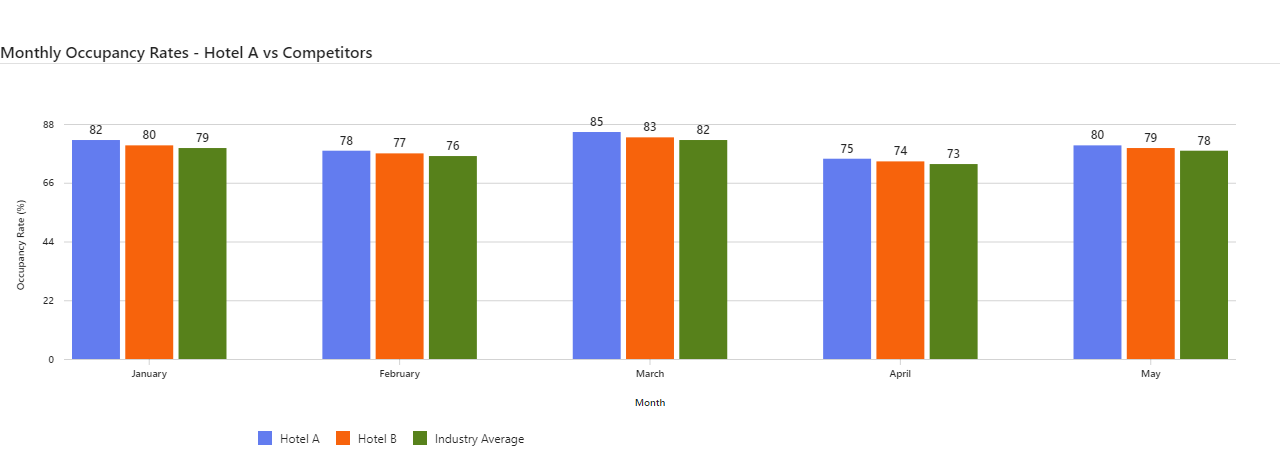 Monthly Occupancy Rates - Hotel A vs Competitors
88
66
44
22
0
Occupancy Rate (%)
82 80 79
78 77 76
85 83 82
75 74 73
80 79 78
January February March April May
Month
Hotel A Hotel B Industry Average